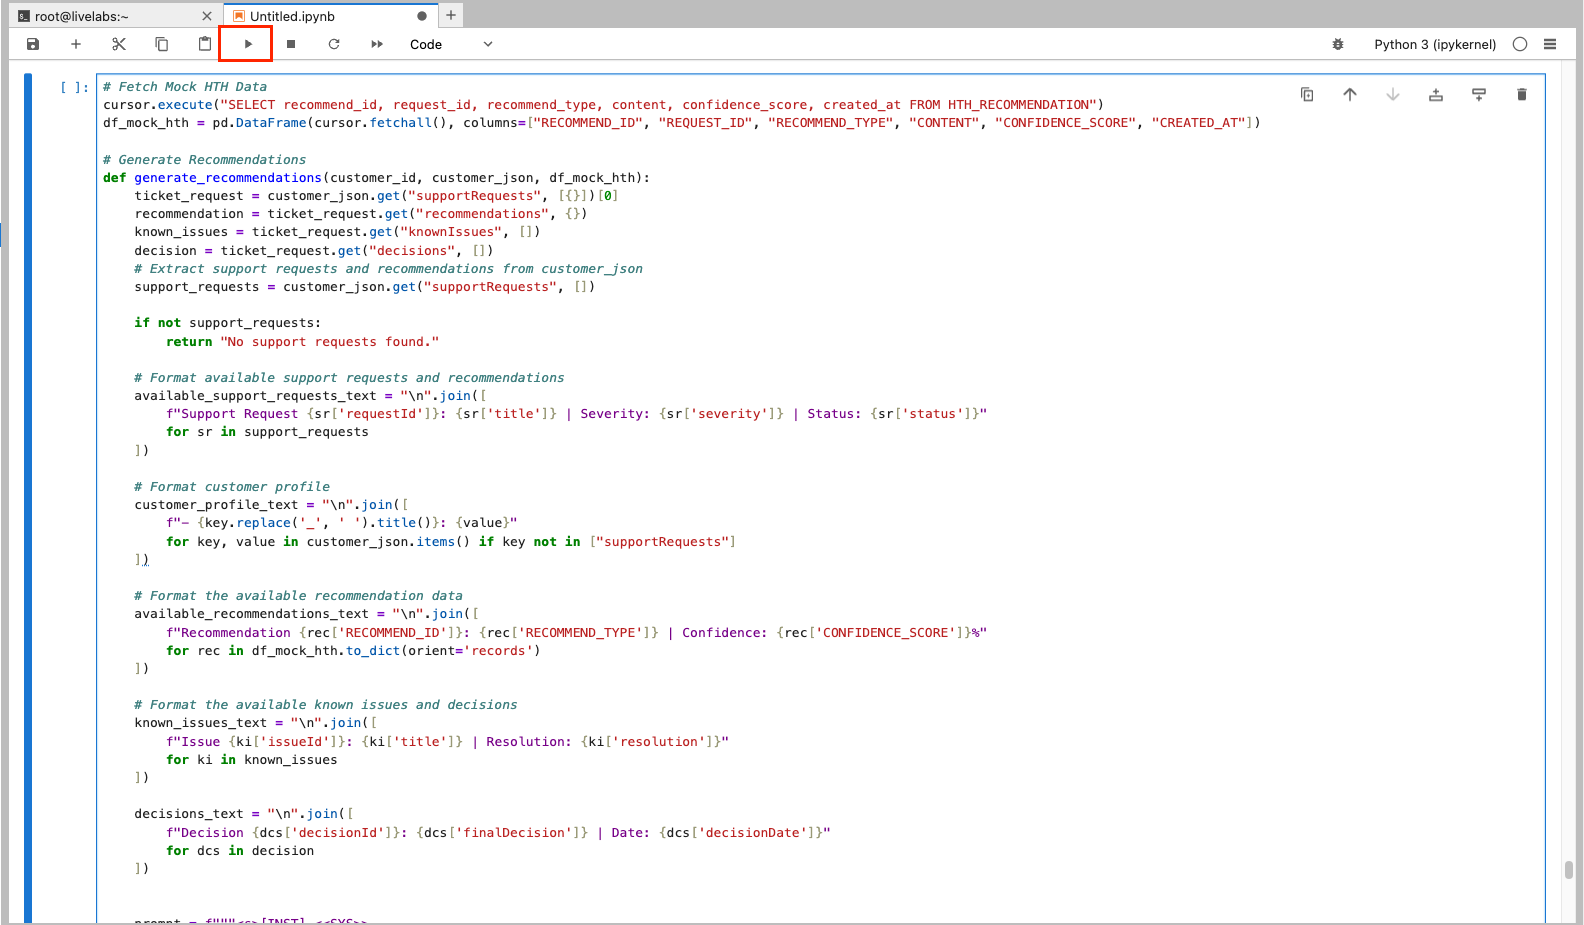 root@livelabs:~
Untitled.ipynb
Code
Python 3 (ipykernel)
[ ]:
# Fetch Mock HTH Data
cursor.execute("SELECT recommend_id, request_id, recommend_type, content, confidence_score, created_at FROM HTH_RECOMMENDATION")
df_mock_hth = pd.DataFrame(cursor.fetchall(), columns=["RECOMMEND_ID", "REQUEST_ID", "RECOMMEND_TYPE", "CONTENT", "CONFIDENCE_SCORE", "CREATED_AT"])
# Generate Recommendations
def generate_recommendations(customer_id, customer_json, df_mock_hth):
    ticket_request = customer_json.get("supportRequests", [{}])[0]
    recommendation = ticket_request.get("recommendations", {})
    known_issues = ticket_request.get("knownIssues", [])
    decision = ticket_request.get("decisions", [])
    # Extract support requests and recommendations from customer_json
    support_requests = customer_json.get("supportRequests", [])
    if not support_requests:
        return "No support requests found."
    # Format available support requests and recommendations
    available_support_requests_text = "\n".join([
        f"Support Request {sr['requestId']}: {sr['title']} | Severity: {sr['severity']} | Status: {sr['status']}"
        for sr in support_requests
    ])
    # Format customer profile
    customer_profile_text = "\n".join([
        f"- {key.replace('_', ' ').title()}: {value}"
        for key, value in customer_json.items() if key not in ["supportRequests"]
    ])
    # Format the available recommendation data
    available_recommendations_text = "\n".join([
        f"Recommendation {rec['RECOMMEND_ID']}: {rec['RECOMMEND_TYPE']} | Confidence: {rec['CONFIDENCE_SCORE']}%"
        for rec in df_mock_hth.to_dict(orient='records')
    ])
    # Format the available known issues and decisions
    known_issues_text = "\n".join([
        f"Issue {ki['issueId']}: {ki['title']} | Resolution: {ki['resolution']}"
        for ki in known_issues
    ])
    decisions_text = "\n".join([
        f"Decision {dcs['decisionId']}: {dcs['finalDecision']} | Date: {dcs['decisionDate']}"
        for dcs in decision
    ])
    prompt = f"""<s>[INST] <<SYS>>